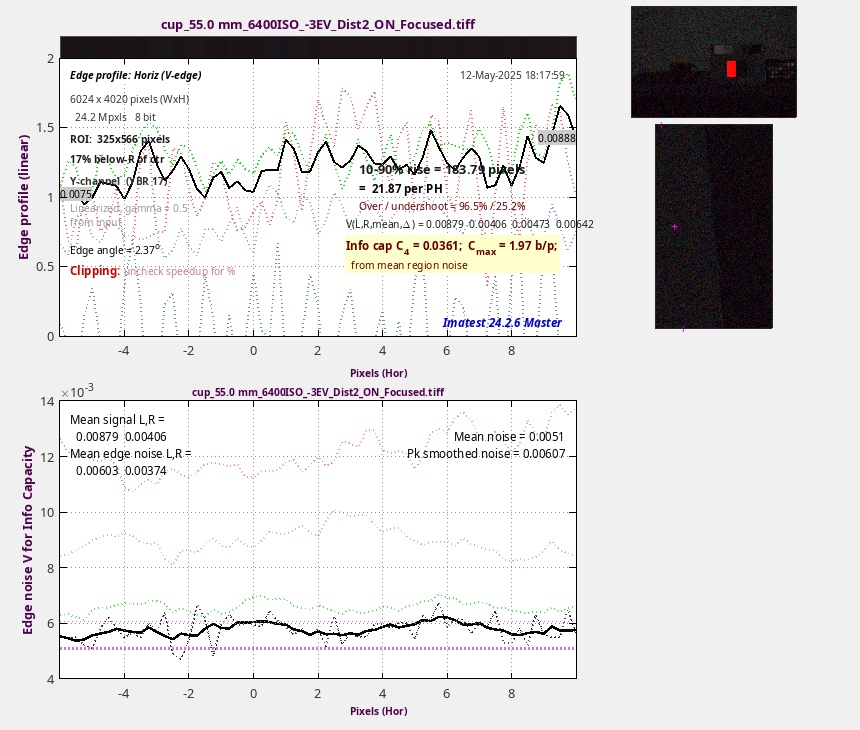 cup_55.0 mm_6400ISO_-3EV_Dist2_ON_Focused.tiff
Edge profile: Horiz (V-edge)
12-May-2025 18:17:59
6024 x 4020 pixels (WxH)
24.2 Mpxls 8 bit
ROI: 325x566 pixels
17% below-R of ctr
Linearized, gamma = 0.5
from input
Edge angle = 2.37°
Clipping: uncheck speedup for %
0.0075
0.00888
10-90% rise = 183.79 pixels
= 21.87 per PH
Over / undershoot = 96.5% / 25.2%
V(L,R,mean,Δ) = 0.00879 0.00406 0.00473 0.00642
Info cap C4 = 0.0361; Cmax = 1.97 b/p;
from mean region noise
Imatest 24.2.6 Master
Edge profile (linear)
2
1.5
1
0.5
0
-4 -2 0 2 4 6 8
Pixels (Hor)
cup_55.0 mm_6400ISO_-3EV_Dist2_ON_Focused.tiff
×10-3
Mean signal L,R =
0.00879 0.00406
Mean edge noise L,R =
0.00603 0.00374
Mean noise = 0.0051
Pk smoothed noise = 0.00607
Edge noise V for Info Capacity
14
12
10
8
6
4
-4 -2 0 2 4 6 8
Pixels (Hor)